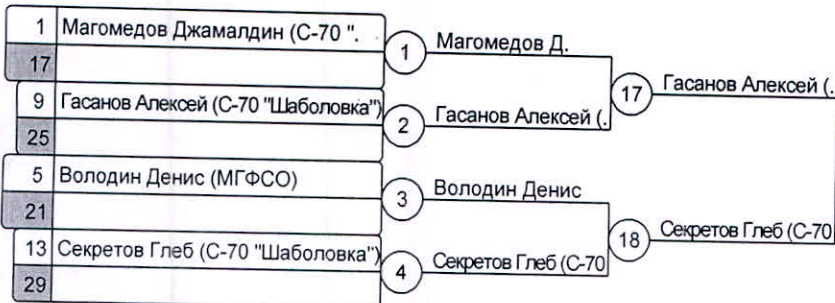 1 Магомедов Джамалдин (С-70 ".
17
1 Магомедов Д.
9 Гасанов Алексей (С-70 "Шаболовка")
25
2 Гасанов Алексей (.
17 Гасанов Алексей (.
5 Володин Денис (МГФСО)
21
3 Володин Денис
13 Секретов Глеб (С-70 "Шаболовка")
29
4 Секретов Глеб (С-70
18 Секретов Глеб (С-70